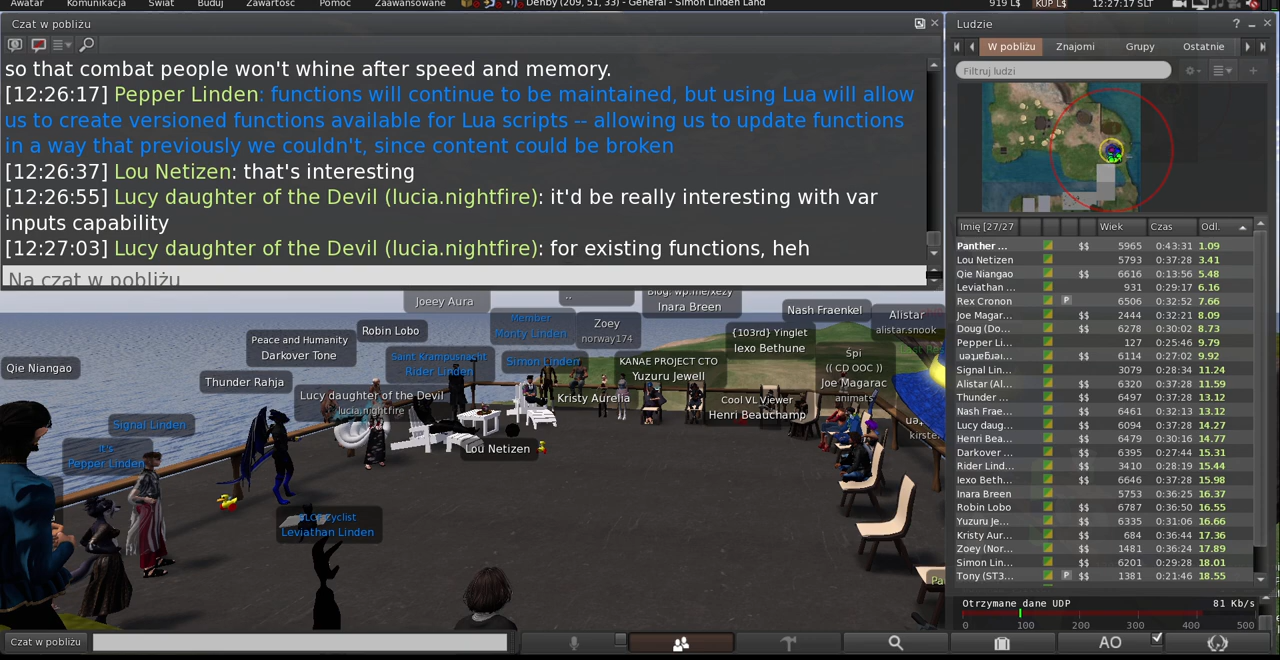 Awatar Komunikacja Świat Buduj Zawartość Pomoc Zaawansowane Denby (209, 51, 33) - General - Simon Linden Land 919 L$ KUP L$ 12:27:17 SLT
Czat w pobliżu
so that combat people won't whine after speed and memory.
[12:26:17] Pepper Linden: functions will continue to be maintained, but using Lua will allow
us to create versioned functions available for Lua scripts -- allowing us to update functions
in a way that previously we couldn't, since content could be broken
[12:26:37] Lou Netizen: that's interesting
[12:26:55] Lucy daughter of the Devil (lucia.nightfire): it'd be really interesting with var
inputs capability
[12:27:03] Lucy daughter of the Devil (lucia.nightfire): for existing functions, heh
Na czat w pobliżu
Joeey Aura
Blog: wp.me/xezy
Inara Breen
Nash Fraenkel
Alistar
alistar.snook
Robin Lobo
Member
Monty Linden
Zoey
norway174
{103rd} Yinglet
Iexo Bethune
Peace and Humanity
Darkover Tone
Saint Krampusnacht
Rider Linden
Simon Linden
KANAE PROJECT CTO
Yuzuru Jewell
Śpi
(( CD OOC ))
Joe Magarac
animats
Qie Niangao
Thunder Rahja
Lucy daughter of the Devil
lucia.nightfire
Kristy Aurelia
Cool VL Viewer
Henri Beauchamp
kirste.
Signal Linden
It's
Pepper Linden
Lou Netizen
Leviathan Linden
Pa
Czat w pobliżu
AO
Ludzie
W pobliżu Znajomi Grupy Ostatnie
Filtruj ludzi
Imię [27/27 Wiek Czas Odl.
Panther ... $$ 5965 0:43:31 1.09
Lou Netizen 5793 0:37:28 3.41
Qie Niangao $$ 6616 0:13:56 5.48
Leviathan ... 931 0:29:17 6.16
Rex Cronon P 6506 0:32:52 7.66
Joe Magar... $$ 2444 0:32:21 8.09
Doug (Do... $$ 6278 0:30:02 8.73
Pepper Li... 127 0:25:46 9.79
$$ 6114 0:27:02 9.92
Signal Lin... 3079 0:28:34 11.24
Alistar (Al... $$ 6320 0:37:28 11.59
Thunder ... $$ 6497 0:37:28 13.12
Nash Frae... $$ 6461 0:32:13 13.12
Lucy daug... $$ 6094 0:37:28 14.27
Henri Bea... $$ 6479 0:30:16 14.77
Darkover ... $$ 6395 0:27:44 15.31
Rider Lind... $$ 3410 0:28:19 15.44
Iexo Beth... $$ 6646 0:37:28 15.98
Inara Breen 5753 0:36:25 16.37
Robin Lobo $$ 6787 0:36:50 16.55
Yuzuru Je... $$ 6335 0:31:06 16.66
Kristy Aur... $$ 684 0:36:44 17.36
Zoey (Nor... $$ 1481 0:36:24 17.89
Simon Lin... $$ 6201 0:29:28 18.01
Tony (ST3... P $$ 1381 0:21:46 18.55
Otrzymane dane UDP 81 Kb/s
0 100 200 300 400 500